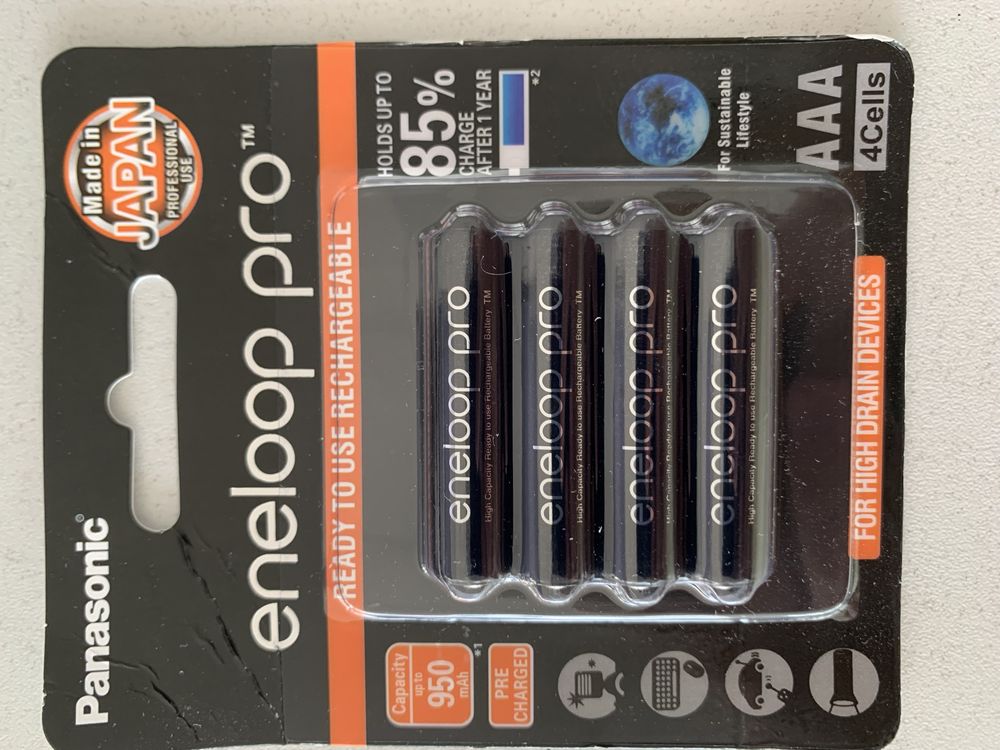 Panasonic®
Made in
JAPAN
PROFESSIONAL
USE
eneloop pro™
READY TO USE RECHARGEABLE
Capacity
up to
950
mAh
*1
PRE
CHARGED
HOLDS UP TO
85%
CHARGE
AFTER 1 YEAR
*2
eneloop pro
High Capacity Ready to use Rechargeable Battery TM
eneloop pro
High Capacity Ready to use Rechargeable Battery TM
eneloop pro
High Capacity Ready to use Rechargeable Battery TM
eneloop pro
High Capacity Ready to use Rechargeable Battery TM
For Sustainable
Lifestyle
AAA
4Cells
FOR HIGH DRAIN DEVICES